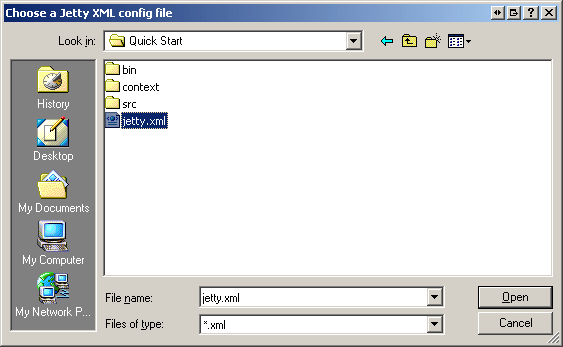 Choose a Jetty XML config file
Look in: Quick Start
History
Desktop
My Documents
My Computer
My Network P...
bin
context
src
jetty.xml
File name: jetty.xml Open
Files of type: *.xml Cancel